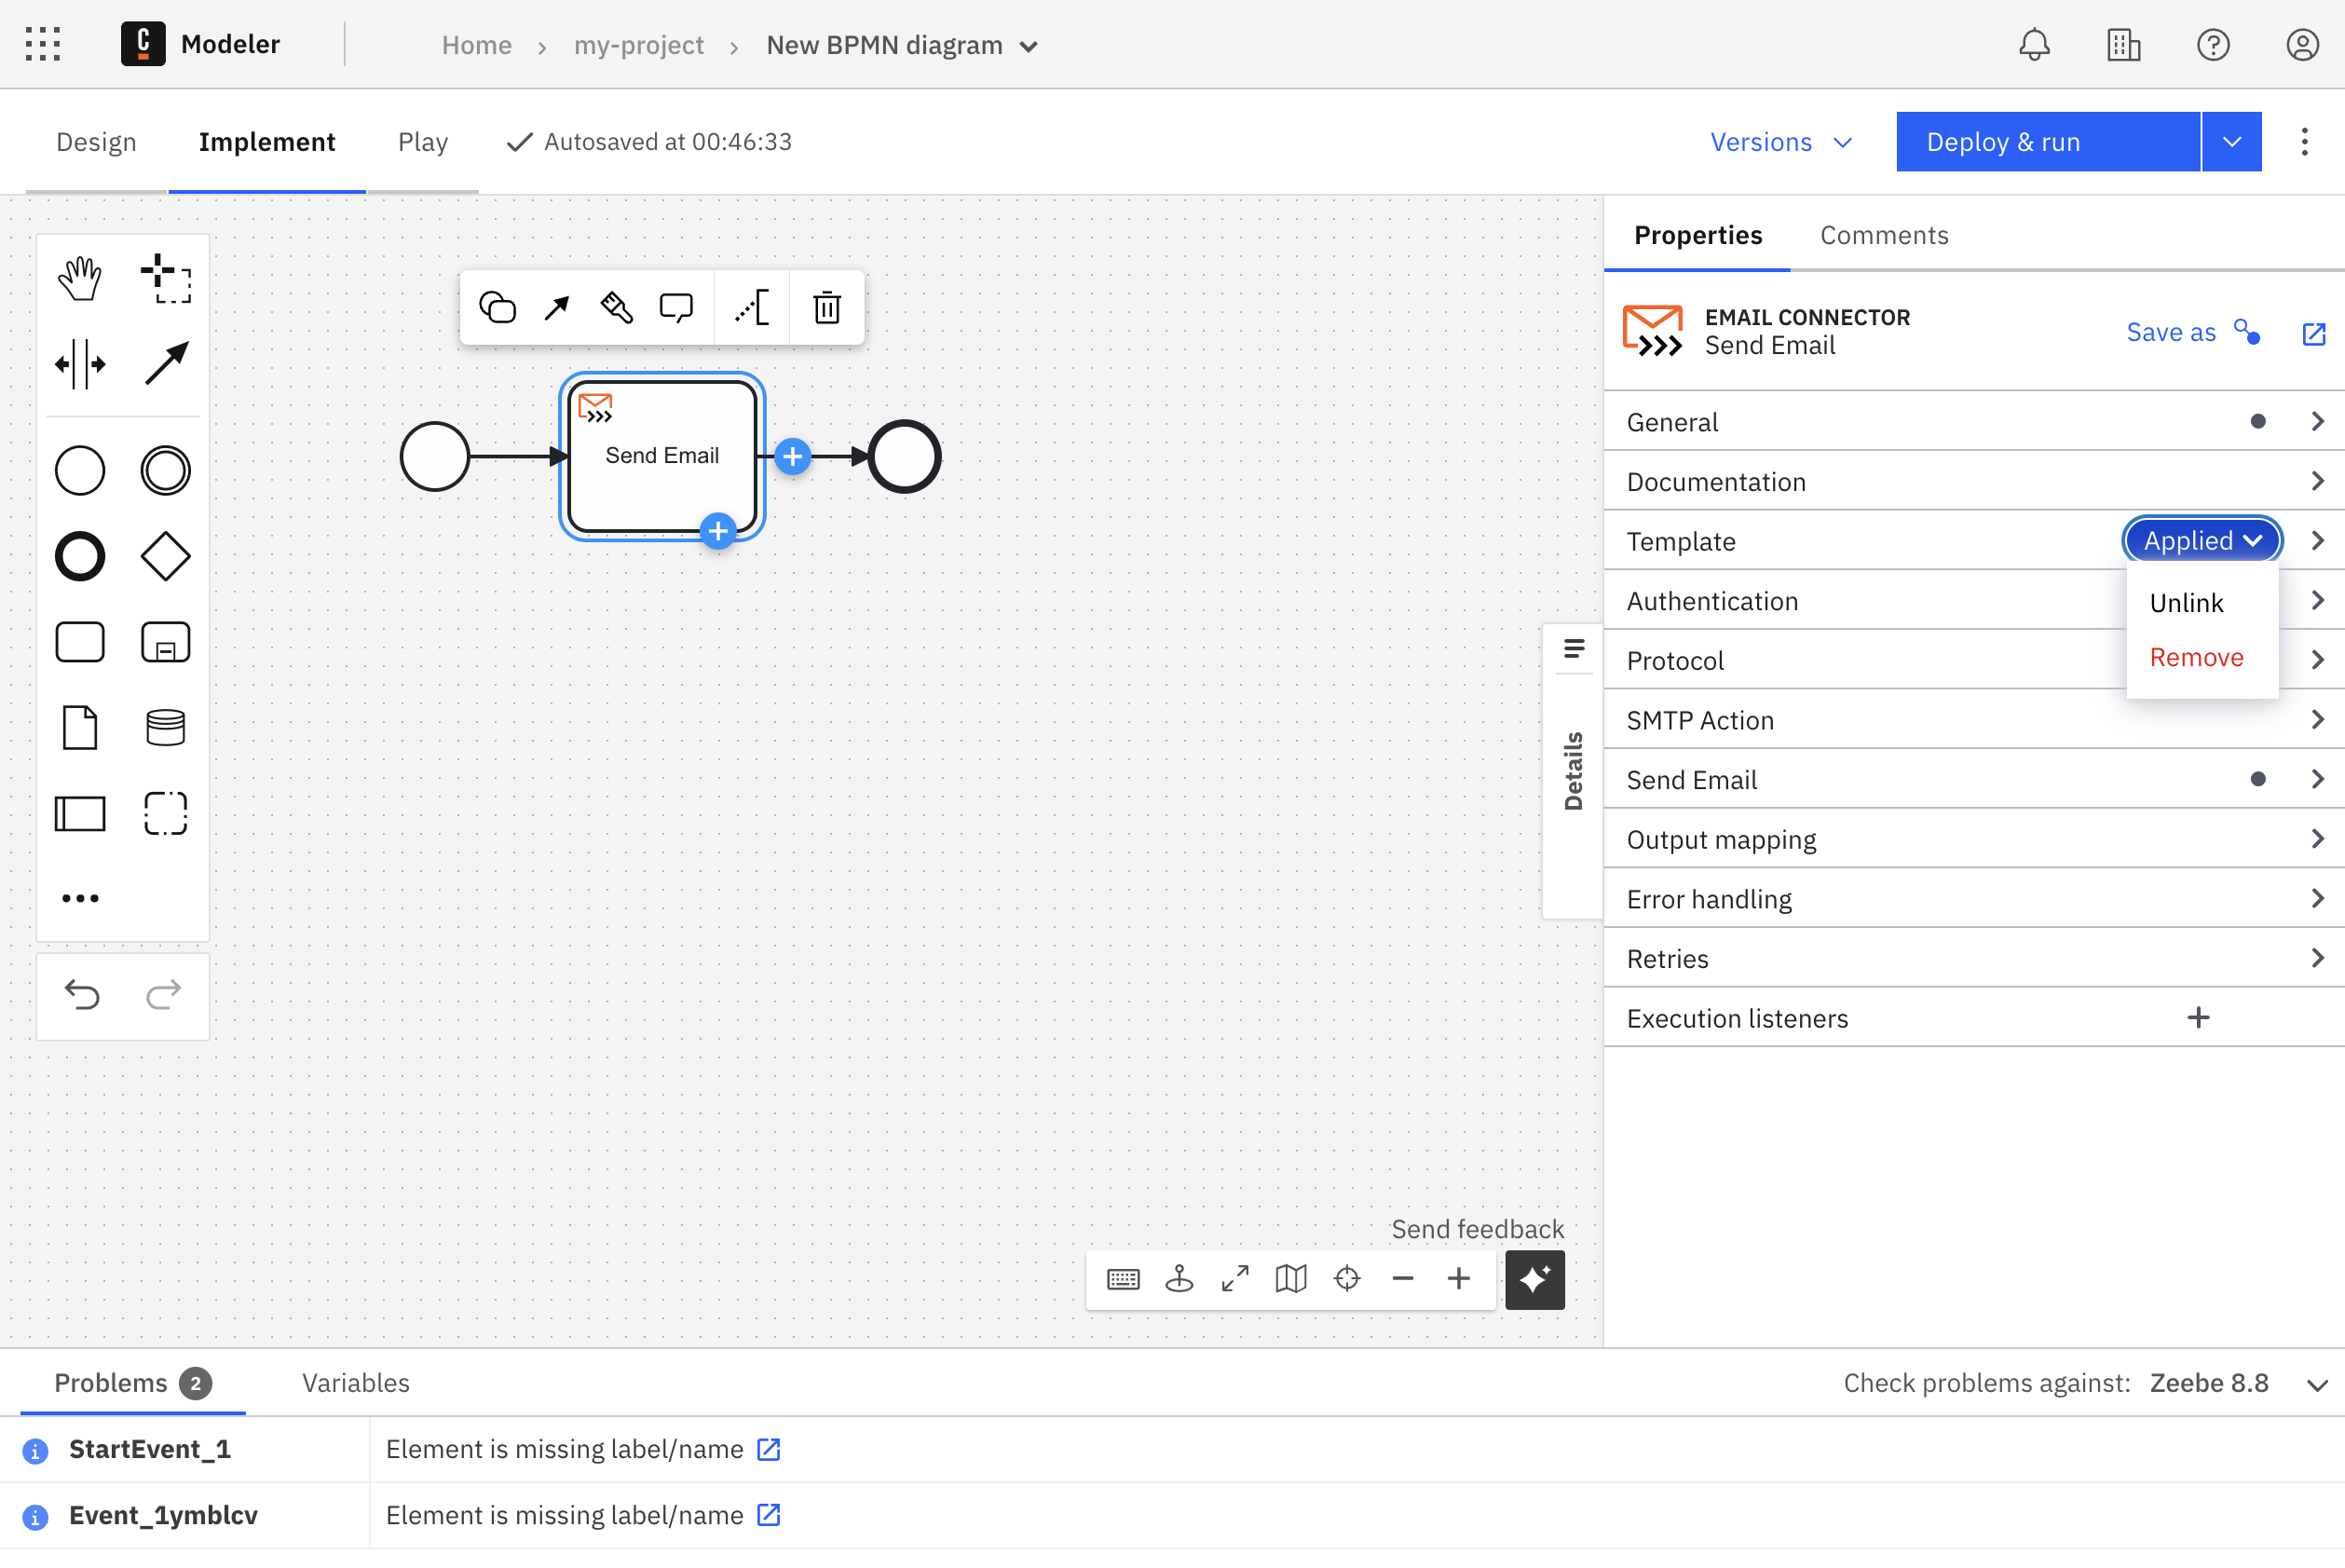 Modeler
Home
my-project
New BPMN diagram
Design
Implement
Play
Autosaved at 00:46:33
Versions
Deploy & run
Send Email
Details
Send feedback
Properties
Comments
EMAIL CONNECTOR
Send Email
Save as
General
Documentation
Template
Applied
Unlink
Remove
Authentication
Protocol
SMTP Action
Send Email
Output mapping
Error handling
Retries
Execution listeners
Problems 2
Variables
Check problems against: Zeebe 8.8
StartEvent_1
Element is missing label/name
Event_1ymblcv
Element is missing label/name